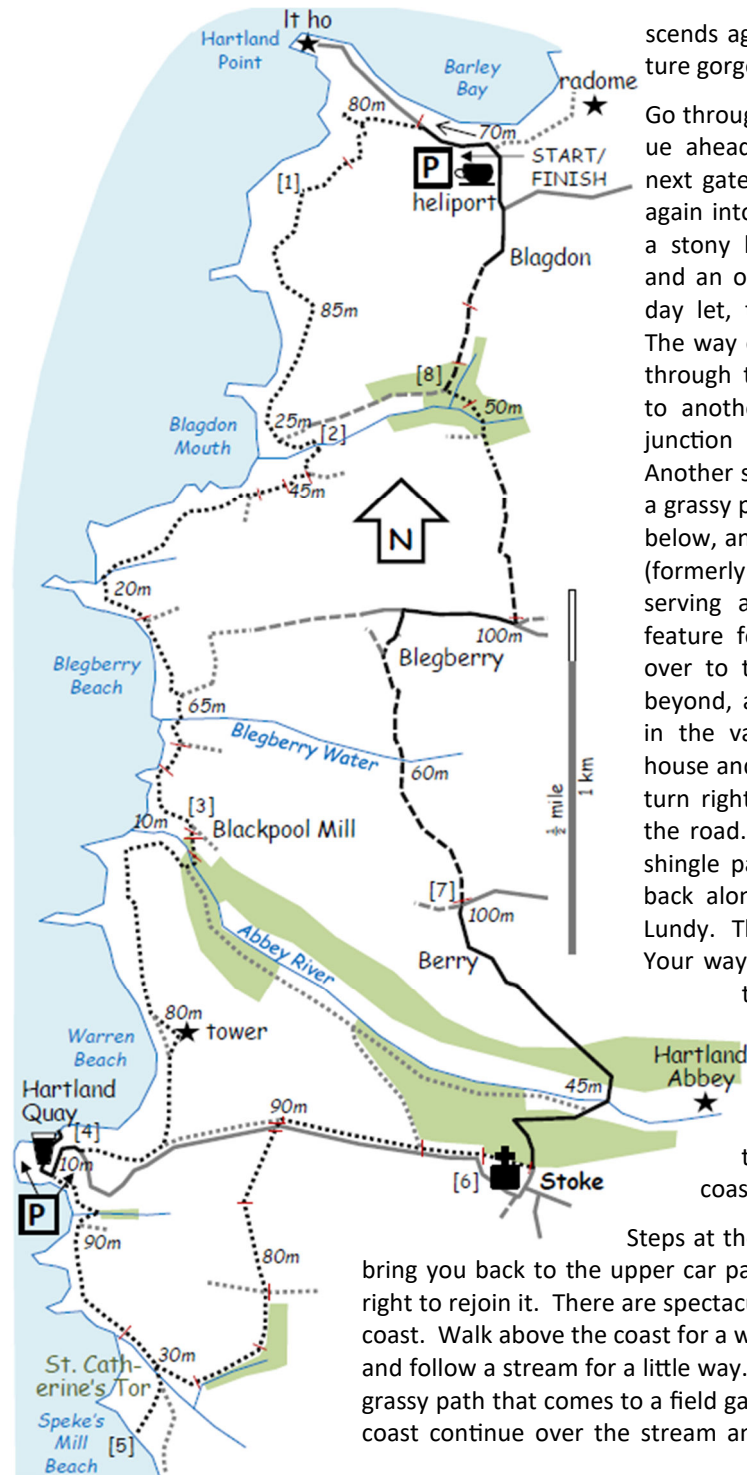 lt ho
Hartland
Point
Barley
Bay
radome
80m
70m
START/
FINISH
P
heliport
[1]
Blagdon
85m
[8]
50m
25m
[2]
Blagdon
Mouth
45m
N
20m
100m
Blegberry
Blegberry
Beach
65m
Blegberry Water
60m
½ mile
1 km
[3]
10m
Blackpool Mill
[7]
100m
Abbey River
Berry
80m
tower
Warren
Beach
Hartland
Abbey
45m
Hartland
Quay
[4]
90m
10m
[6]
Stoke
P
90m
80m
30m
St. Cath-
erine's Tor
Speke's
Mill
Beach
[5]
scends ag
ture gorge
Go throug
ue ahead
next gate
again into
a stony l
and an o
day let, t
The way
through t
to anothe
junction
Another s
a grassy p
below, an
(formerly
serving a
feature fo
over to t
beyond, a
in the va
house and
turn right
the road.
shingle pa
back alon
Lundy. Th
Your way
t
t
coas
Steps at the
bring you back to the upper car pa
right to rejoin it. There are spectacu
coast. Walk above the coast for a w
and follow a stream for a little way.
grassy path that comes to a field ga
coast continue over the stream an